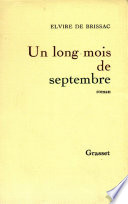 ELVIRE DE BRISSAC
Un long mois
de
septembre
roman
Grasset